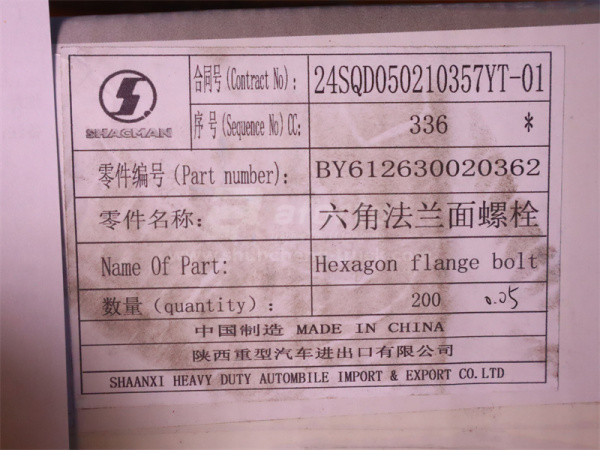 SHACMAN
合同号(Contract No): 24SQD050210357YT-01
序号(Sequence No)CC: 336 *
零件编号(Part number): BY612630020362
零件名称: 六角法兰面螺栓
Name Of Part: Hexagon flange bolt
数量(quantity): 200 0.05
中国制造 MADE IN CHINA
陕西重型汽车进出口有限公司
SHAANXI HEAVY DUTY AUTOMBILE IMPORT & EXPORT CO.LTD